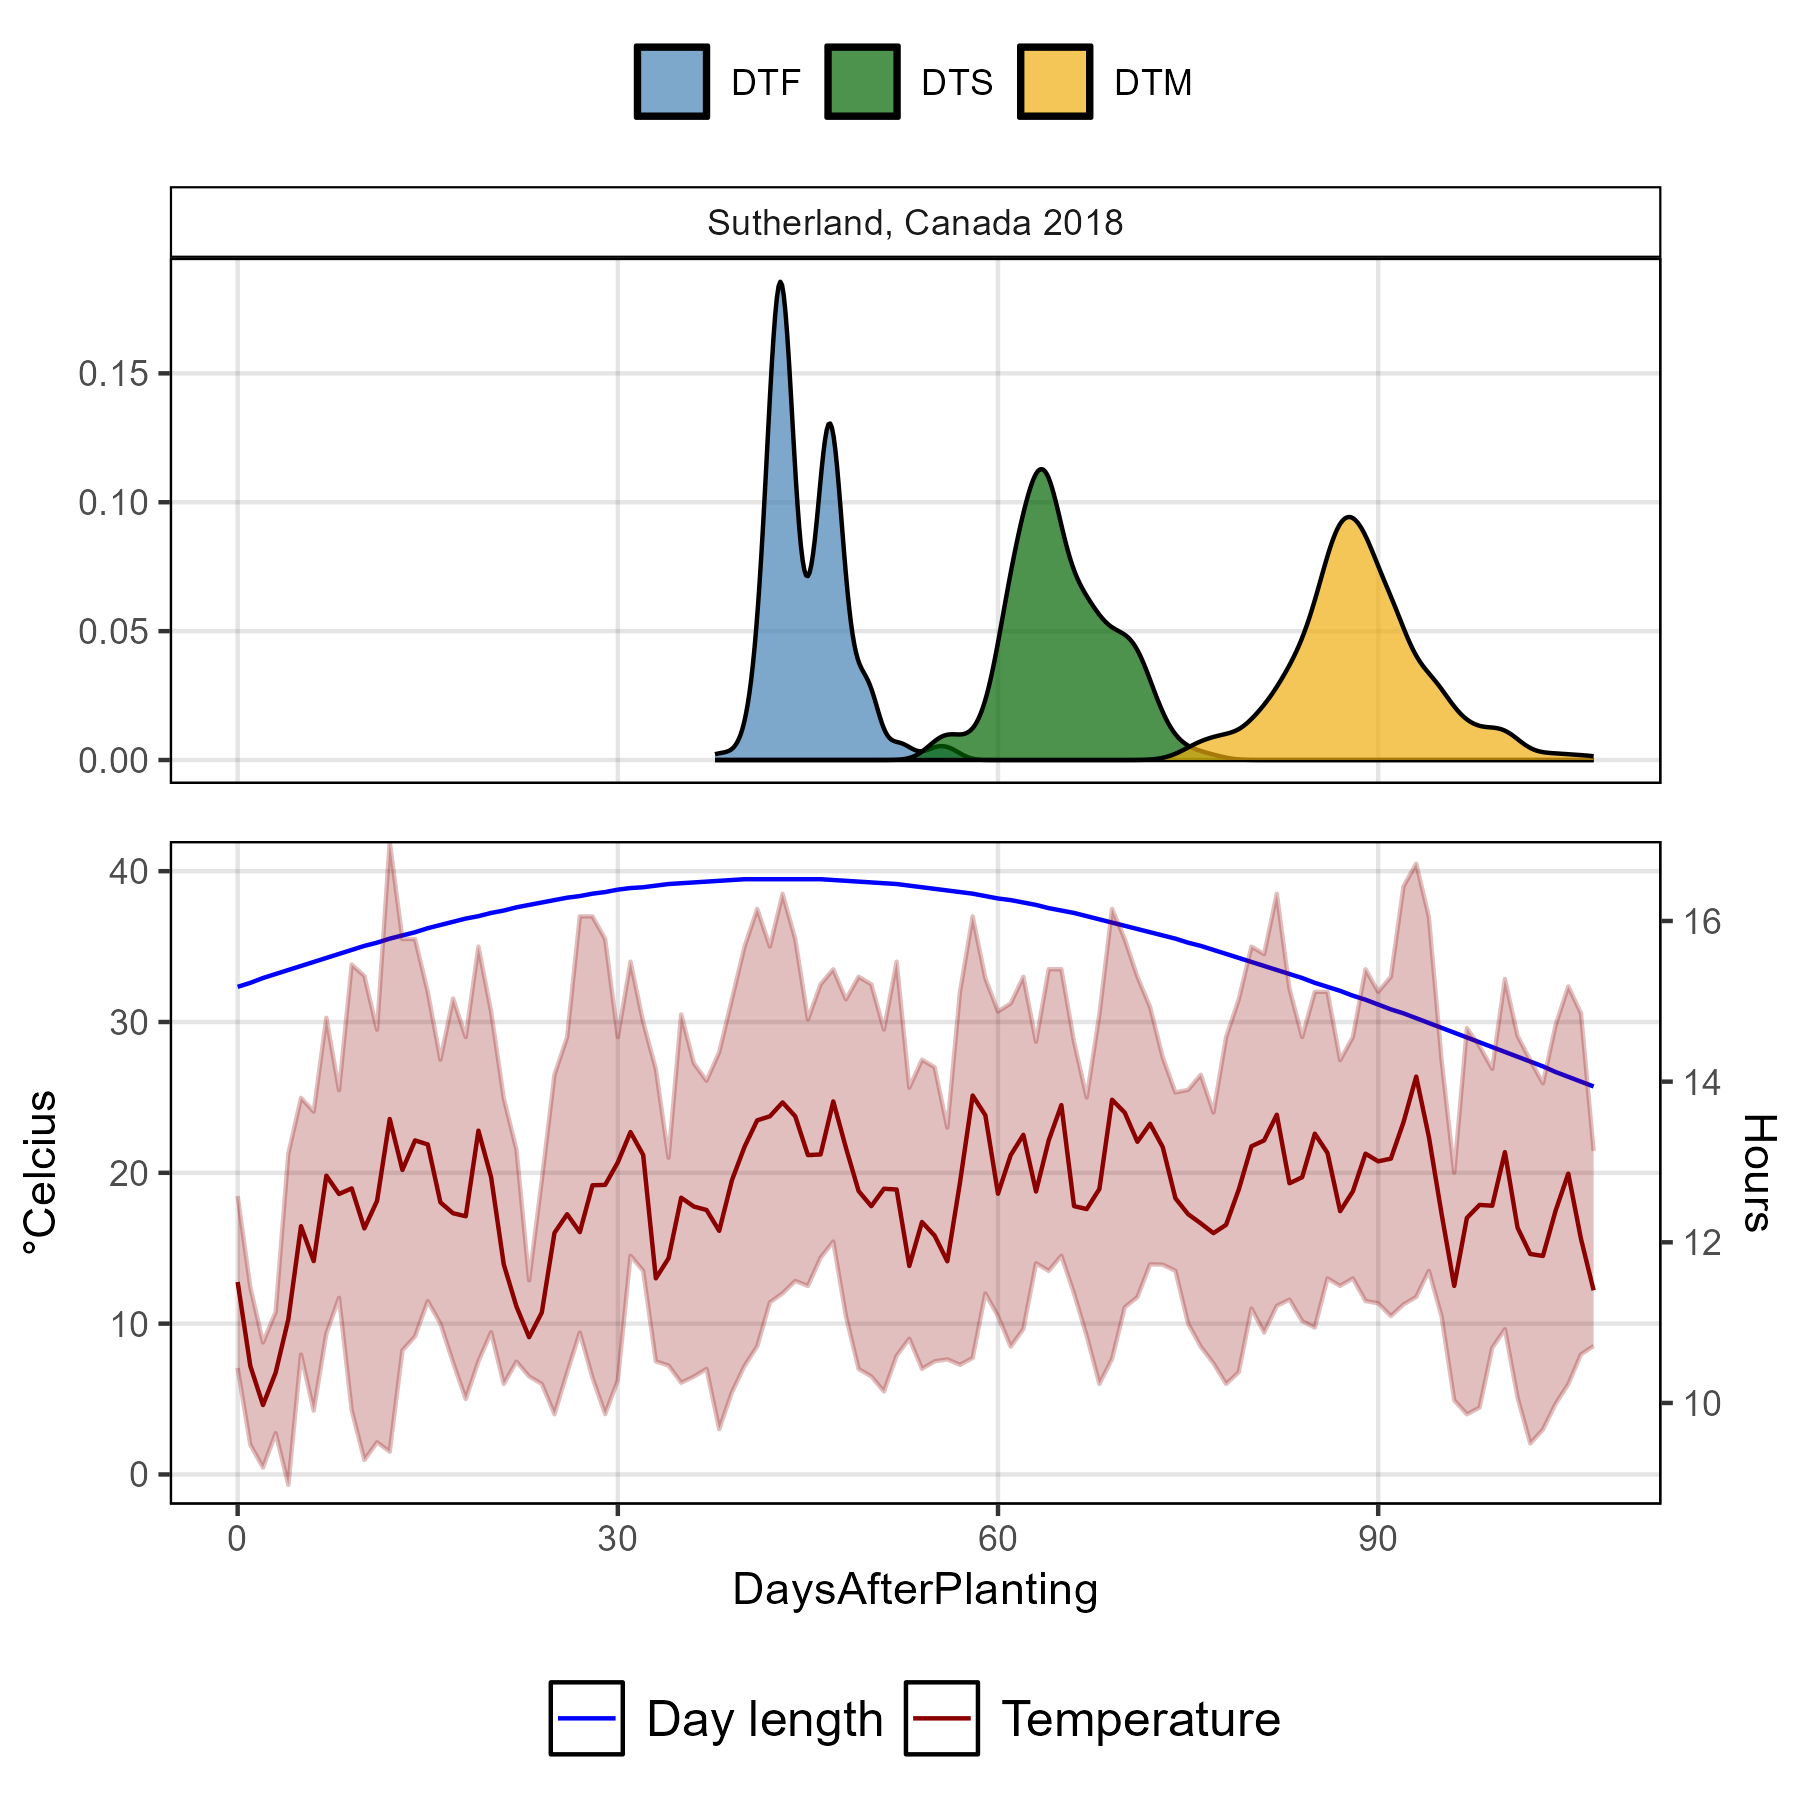 DTF DTS DTM
Sutherland, Canada 2018
0.15
0.10
0.05
0.00
40
30
20
10
0
°Celcius
16
14
12
10
Hours
0 30 60 90
DaysAfterPlanting
Day length Temperature